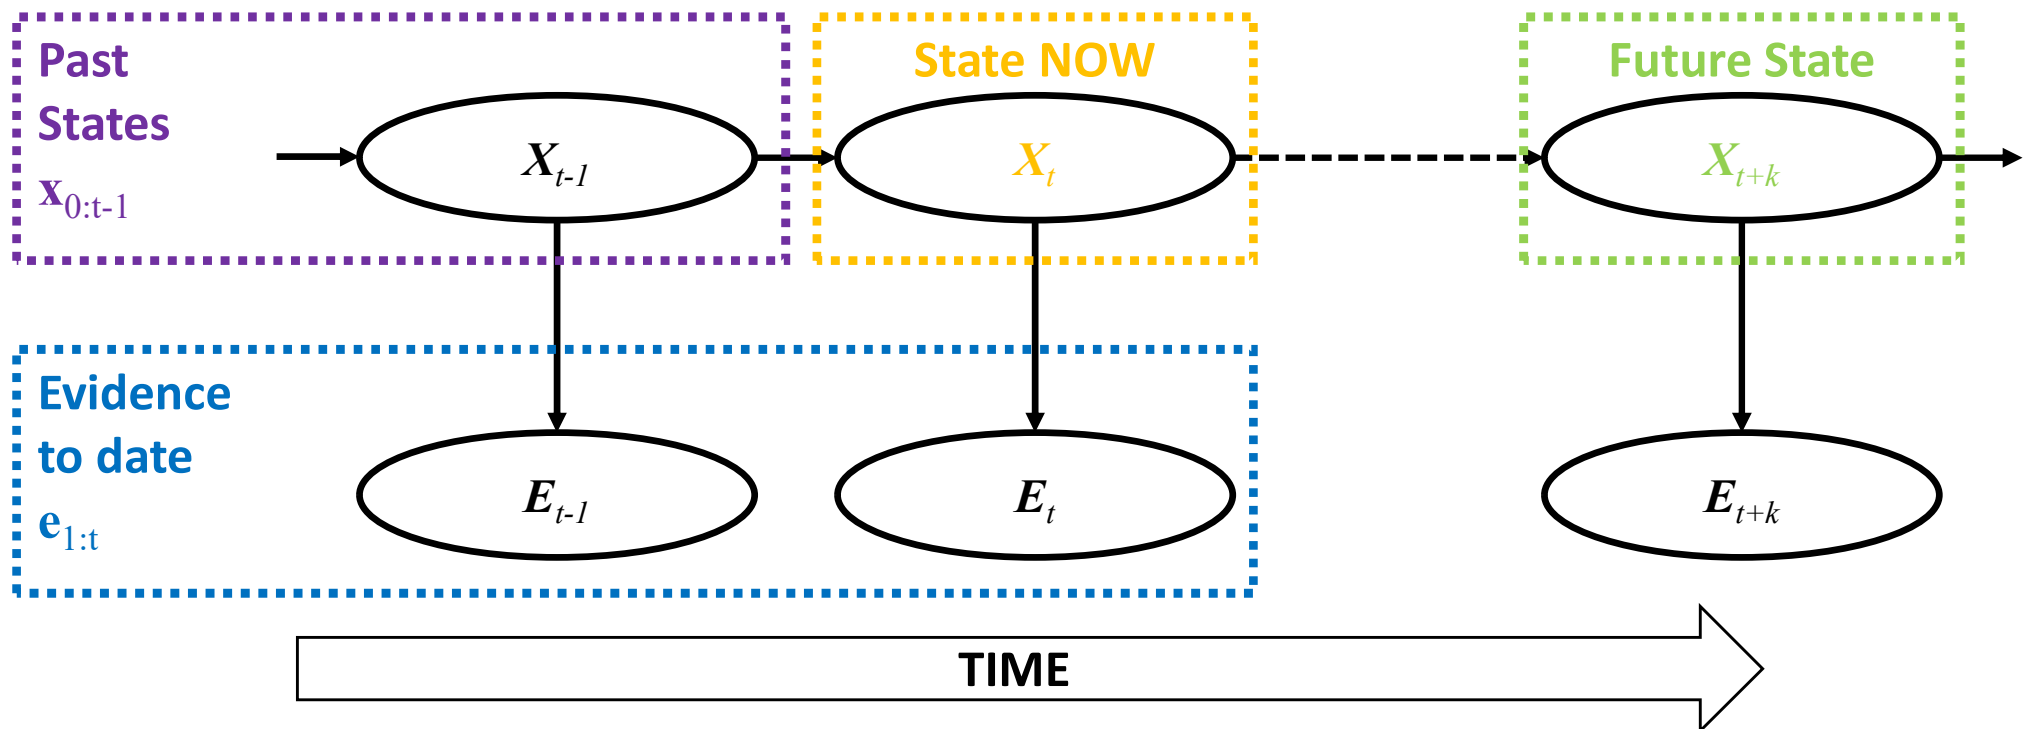 Past
States
x0:t-1
State NOW
Future State
Xt-1
Xt
Xt+k
Evidence
to date
e1:t
Et-1
Et
Et+k
TIME